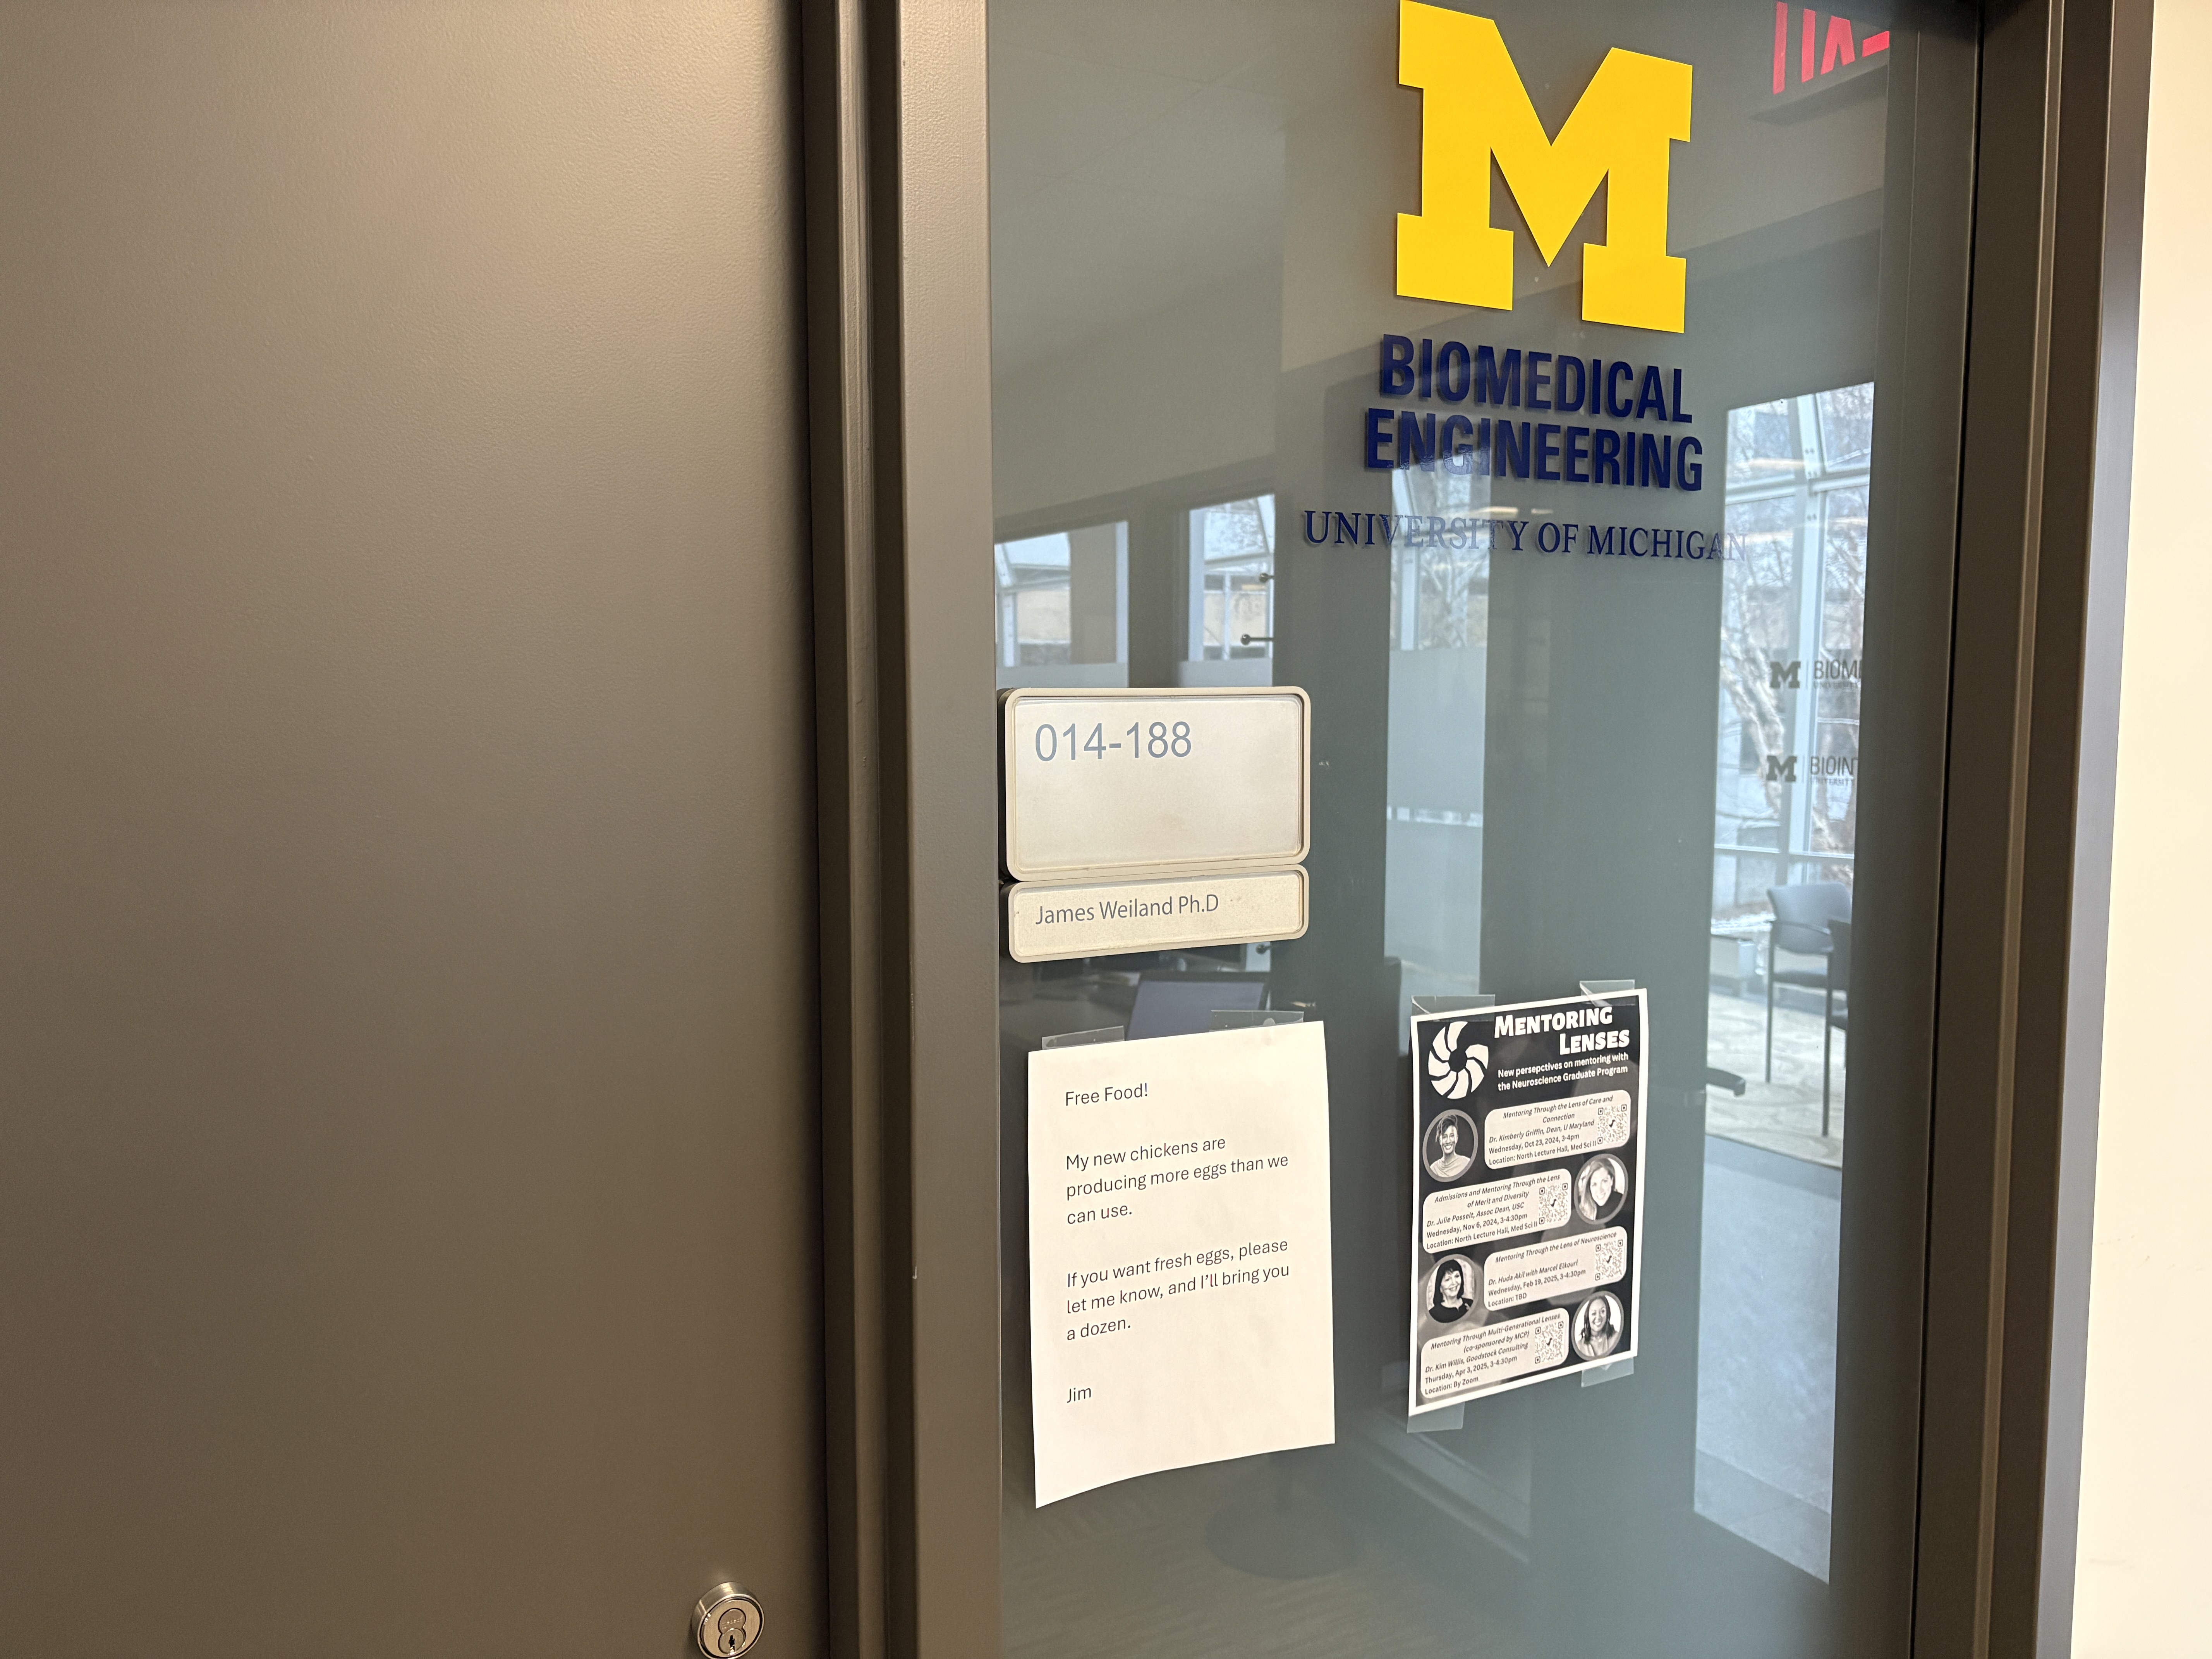 M
BIOMEDICAL
ENGINEERING
UNIVERSITY OF MICHIGAN
014-188
James Weiland Ph.D
Free Food!
My new chickens are
producing more eggs than we
can use.
If you want fresh eggs, please
let me know, and I'll bring you
a dozen.
Jim
MENTORING
LENSES
New persepctives on mentoring with
the Neuroscience Graduate Program
Mentoring Through the Lens of Care and
Connection
Dr. Kimberly Griffin, Dean, U Maryland
Wednesday, Oct 23, 2024, 3-4pm
Location: North Lecture Hall, Med Sci II
Admissions and Mentoring Through the Lens
of Merit and Diversity
Dr. Julie Posselt, Assoc Dean, USC
Wednesday, Nov 6, 2024, 3-4:30pm
Location: North Lecture Hall, Med Sci II
Mentoring Through the Lens of Neuroscience
Dr. Huda Akil with Marcel Elkouri
Wednesday, Feb 19, 2025, 3-4:30pm
Location: TBD
Mentoring Through Multi-Generational Lenses
(co-sponsored by MCP)
Dr. Kim Willis, Goodstock Consulting
Thursday, Apr 3, 2025, 3-4:30pm
Location: By Zoom
M BIOME
M BIOIN
UNIVERSITY